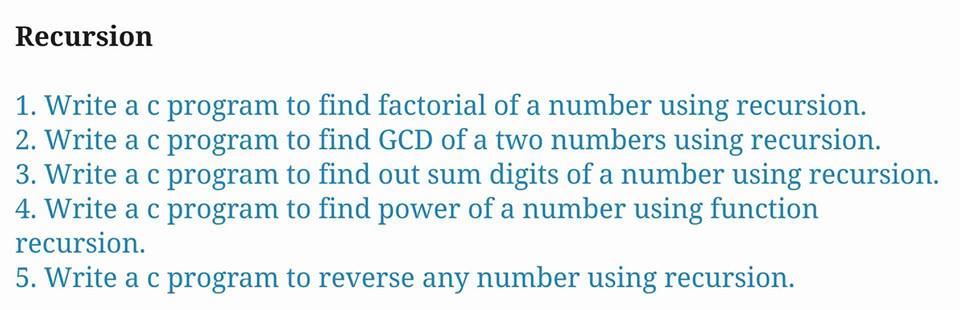 Recursion
1. Write a c program to find factorial of a number using recursion.
2. Write a c program to find GCD of a two numbers using recursion.
3. Write a c program to find out sum digits of a number using recursion.
4. Write a c program to find power of a number using function
recursion.
5. Write a c program to reverse any number using recursion.